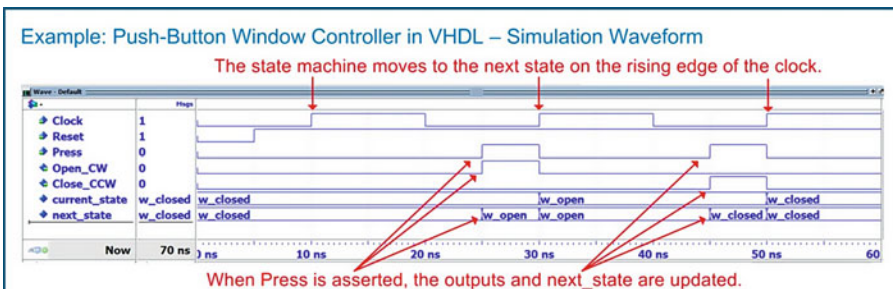 Example: Push-Button Window Controller in VHDL – Simulation Waveform
The state machine moves to the next state on the rising edge of the clock.
Wave - Default
Msgs
Clock 1
Reset 1
Press 0
Open_CW 0
Close_CCW 0
current_state w_closed w_closed w_open w_closed
next_state w_closed w_closed w_open w_open w_closed w_closed
Now 70 ns ns 10 ns 20 ns 30 ns 40 ns 50 ns 60
When Press is asserted, the outputs and next_state are updated.